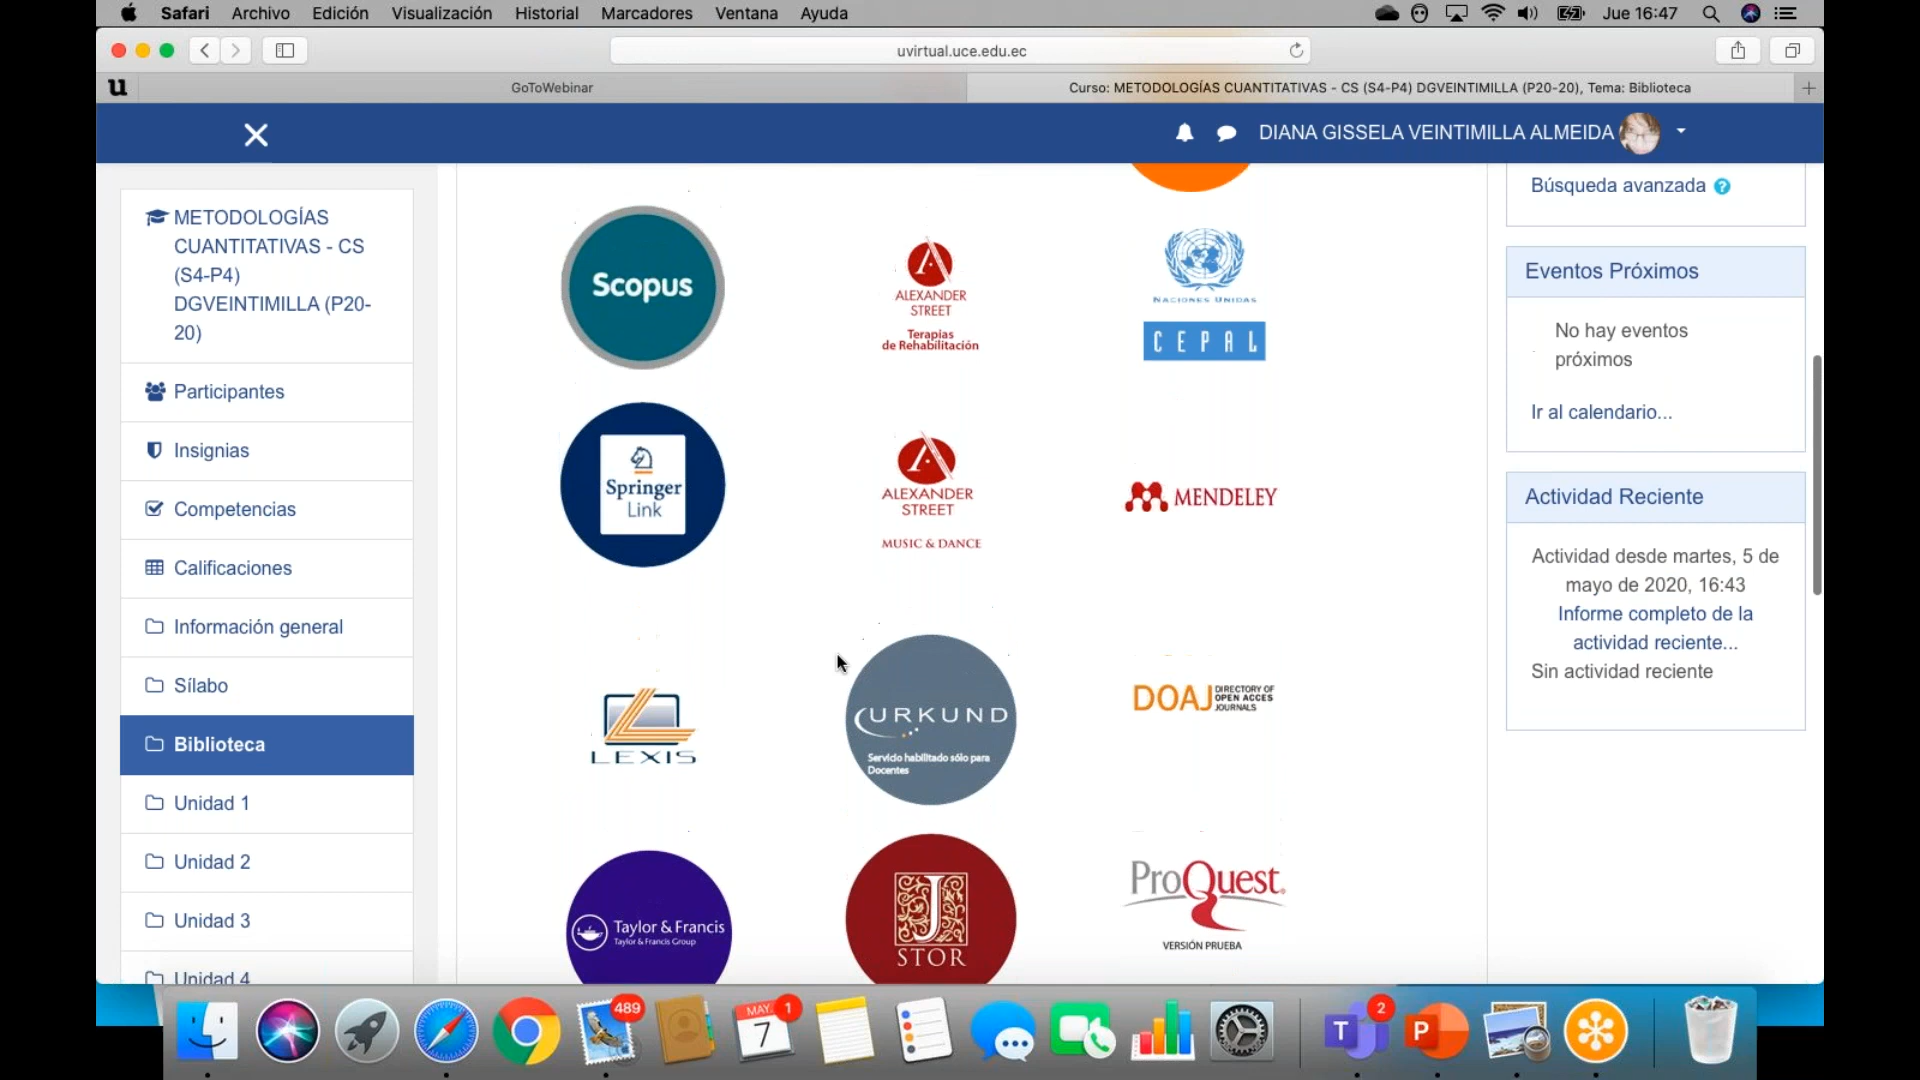 Safari Archivo Edición Visualización Historial Marcadores Ventana Ayuda
Jue 16:47
uvirtual.uce.edu.ec
u
GoToWebinar
Curso: METODOLOGÍAS CUANTITATIVAS - CS (S4-P4) DGVEINTIMILLA (P20-20), Tema: Biblioteca
DIANA GISSELA VEINTIMILLA ALMEIDA
METODOLOGÍAS
CUANTITATIVAS - CS
(S4-P4)
DGVEINTIMILLA (P20-
20)
Participantes
Insignias
Competencias
Calificaciones
Información general
Sílabo
Biblioteca
Unidad 1
Unidad 2
Unidad 3
Unidad 4
Scopus
ALEXANDER
STREET
Terapias
de Rehabilitación
NACIONES UNIDAS
CEPAL
Springer
Link
ALEXANDER
STREET
MUSIC & DANCE
MENDELEY
LEXIS
URKUND
Servicio habilitado sólo para
Docentes
DOAJ
DIRECTORY OF
OPEN ACCES
JOURNALS
Taylor & Francis
Taylor & Francis Group
J
STOR
ProQuest
VERSIÓN PRUEBA
Búsqueda avanzada ?
Eventos Próximos
No hay eventos
próximos
Ir al calendario...
Actividad Reciente
Actividad desde martes, 5 de
mayo de 2020, 16:43
Informe completo de la
actividad reciente...
Sin actividad reciente
489
MAY.
7
1
T
2
P